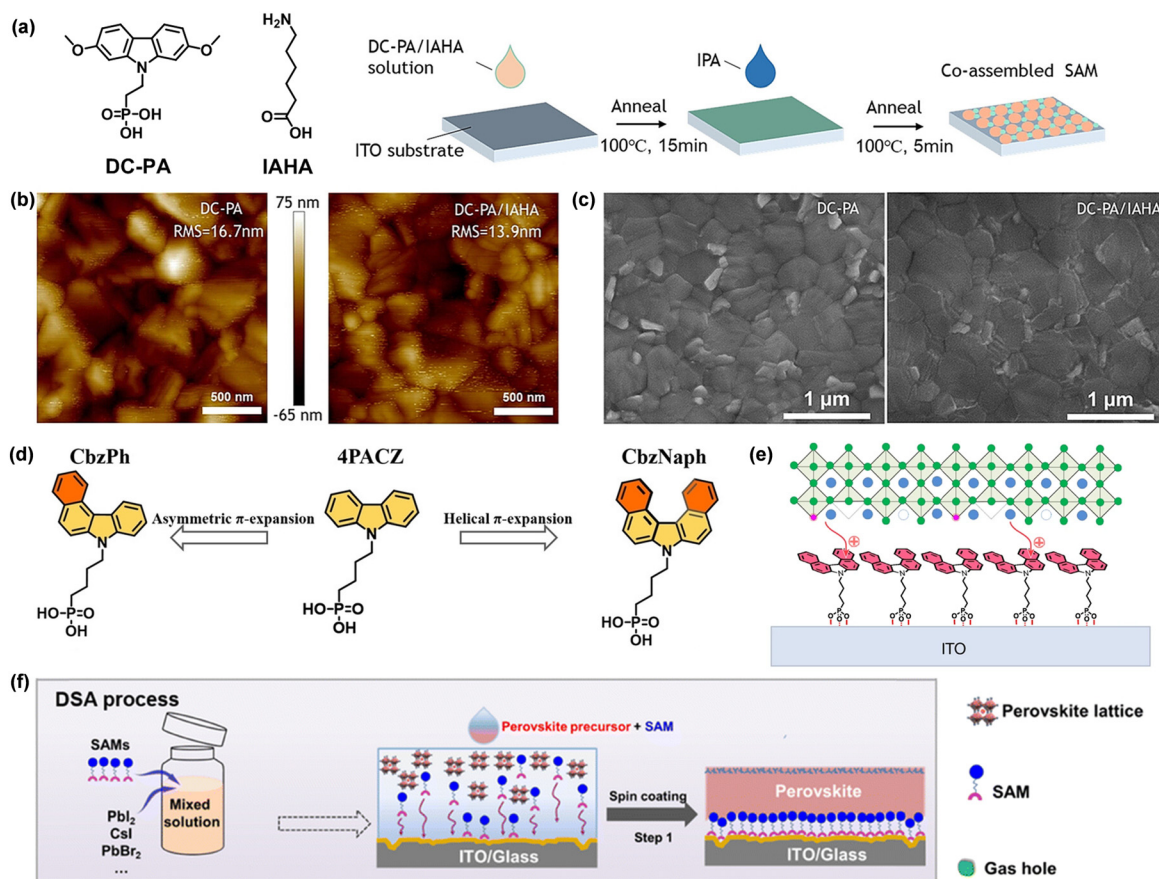 (a)
H₂N
O
O
N
O=P-OH
OH
O
OH
DC-PA
IAHA
DC-PA/IAHA
solution
ITO substrate
Anneal
100℃, 15min
IPA
Anneal
100℃, 5min
Co-assembled SAM
(b)
DC-PA
RMS=16.7nm
500 nm
75 nm
-65 nm
DC-PA/IAHA
RMS=13.9nm
500 nm
(c)
DC-PA
1 µm
DC-PA/IAHA
1 µm
(d)
CbzPh
N
HO-P=O
OH
Asymmetric π-expansion
4PACZ
N
HO-P=O
OH
Helical π-expansion
CbzNaph
N
HO-P=O
OH
(e)
ITO
(f)
DSA process
SAMs
PbI₂
CsI
PbBr₂
...
Mixed
solution
Perovskite precursor + SAM
ITO/Glass
Spin coating
Step 1
Perovskite
ITO/Glass
Perovskite lattice
SAM
Gas hole